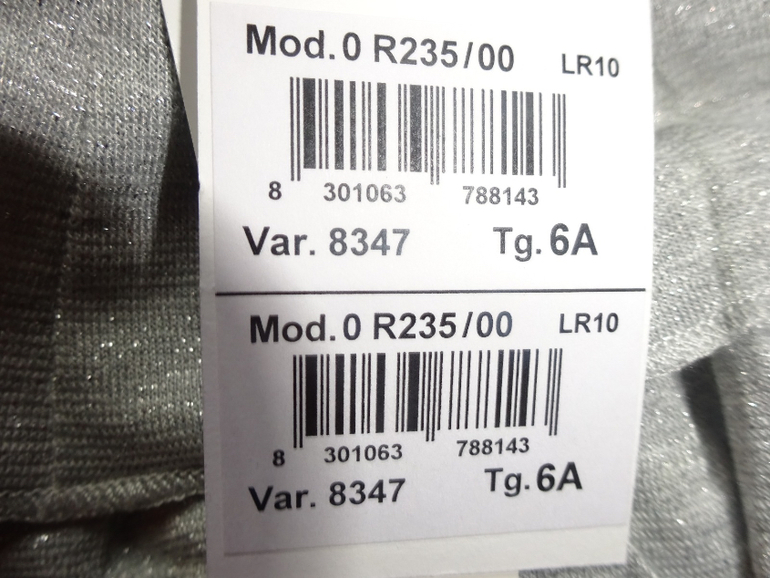 Mod. 0 R235/00 LR10
8 301063 788143
Var. 8347 Tg. 6A
Mod. 0 R235/00 LR10
8 301063 788143
Var. 8347 Tg. 6A